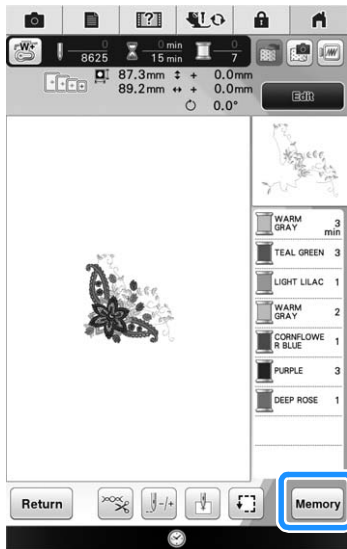 [?]
W+ 0 0 min 0
8625 15 min 7
87.3mm + 0.0mm
89.2mm + 0.0mm
0.0°
Edit
WARM GRAY 3 min
TEAL GREEN 3
LIGHT LILAC 1
WARM GRAY 2
CORNFLOWE
R BLUE 1
PURPLE 3
DEEP ROSE 1
Return -/+ Memory